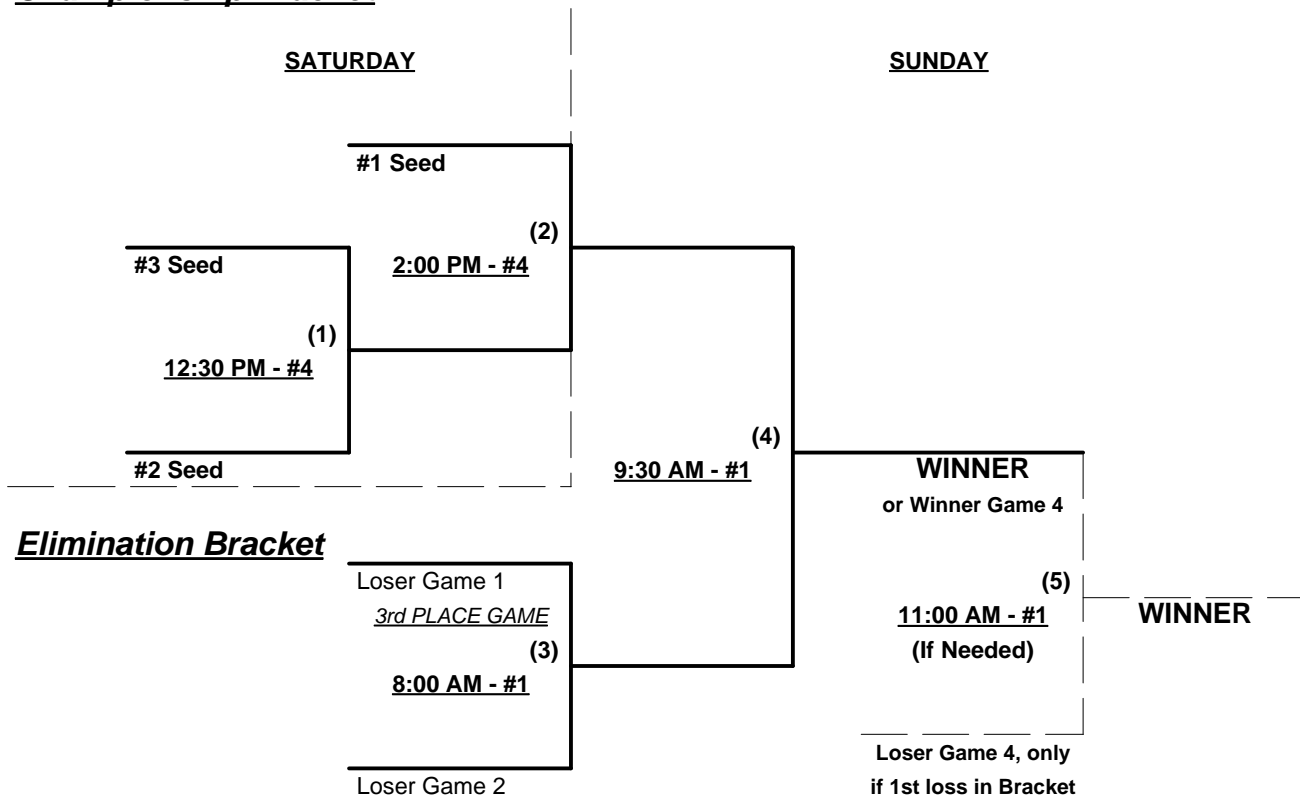 SATURDAY
SUNDAY
#1 Seed
(2)
#3 Seed
2:00 PM - #4
(1)
12:30 PM - #4
(4)
#2 Seed
9:30 AM - #1
WINNER
or Winner Game 4
Elimination Bracket
Loser Game 1
(5)
3rd PLACE GAME
11:00 AM - #1
WINNER
(3)
(If Needed)
8:00 AM - #1
Loser Game 4, only
Loser Game 2
if 1st loss in Bracket